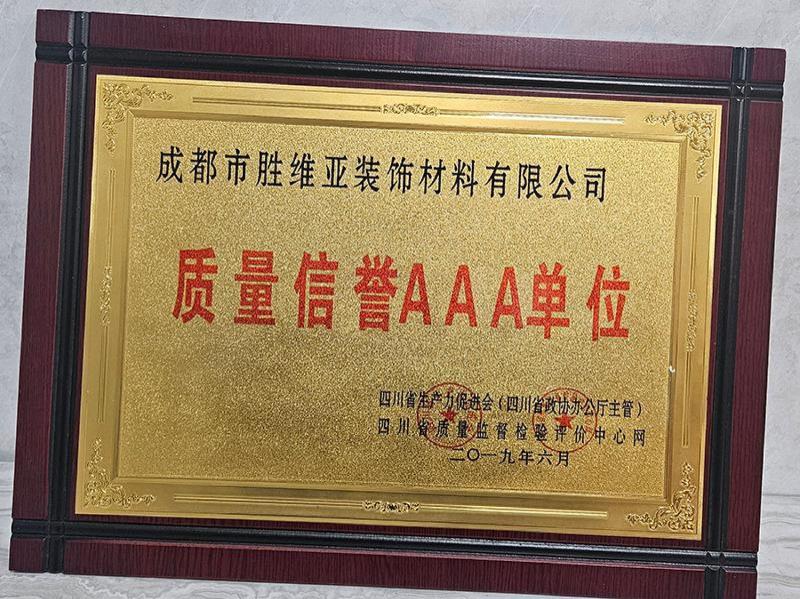 成都市胜维亚装饰材料有限公司
质量信誉AAA单位
四川省生产力促进会（四川省政协办公厅主管）
四川省质量监督检验评价中心网
二〇一九年六月